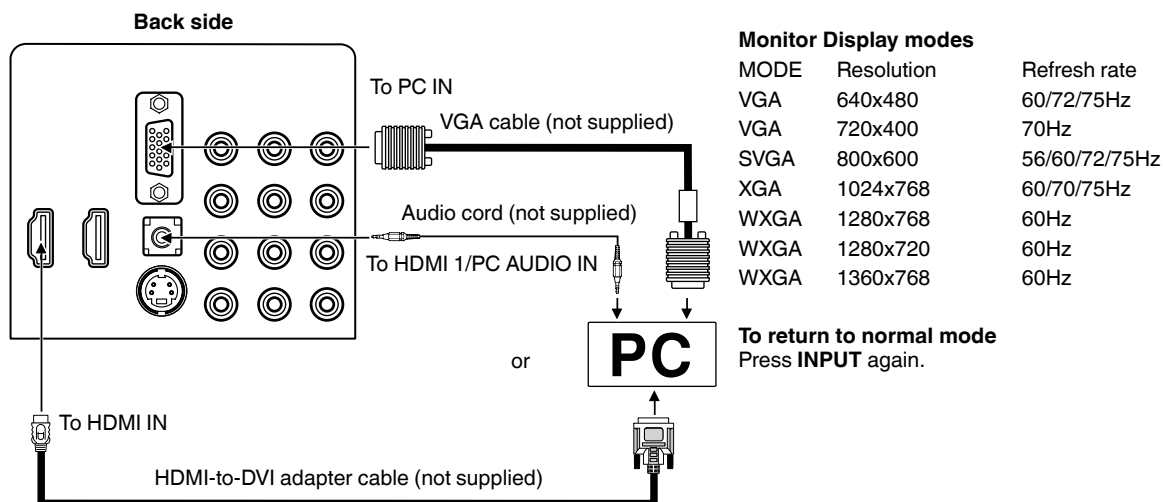 Back side
To PC IN
VGA cable (not supplied)
Audio cord (not supplied)
To HDMI 1/PC AUDIO IN
or
PC
To HDMI IN
HDMI-to-DVI adapter cable (not supplied)
Monitor Display modes
MODE Resolution Refresh rate
VGA 640x480 60/72/75Hz
VGA 720x400 70Hz
SVGA 800x600 56/60/72/75Hz
XGA 1024x768 60/70/75Hz
WXGA 1280x768 60Hz
WXGA 1280x720 60Hz
WXGA 1360x768 60Hz
To return to normal mode
Press INPUT again.